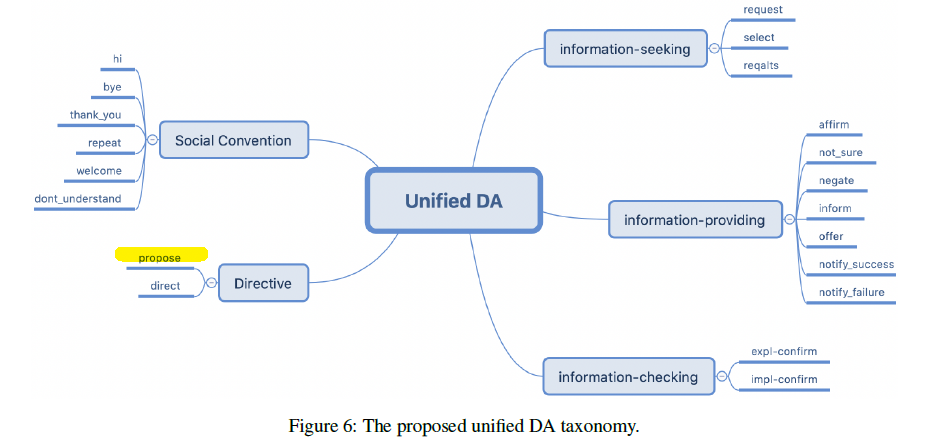 Unified DA
Social Convention
hi
bye
thank_you
repeat
welcome
dont_understand
Directive
propose
direct
information-seeking
request
select
reqalts
information-providing
affirm
not_sure
negate
inform
offer
notify_success
notify_failure
information-checking
expl-confirm
impl-confirm
Figure 6: The proposed unified DA taxonomy.